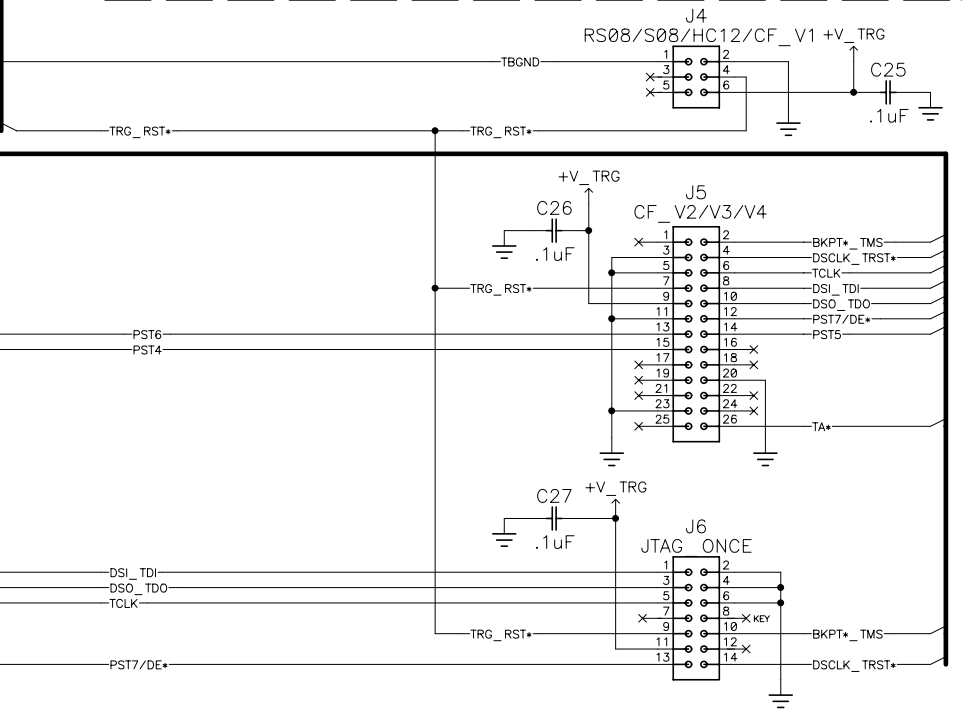 J4
RS08/S08/HC12/CF_V1 +V_TRG
TBGND
1 2
3 4
5 6
C25
.1uF
TRG_RST* TRG_RST*
+V_TRG
C26
.1uF
J5
CF_V2/V3/V4
1 2 BKPT*_TMS
3 4 DSCLK_TRST*
5 6 TCLK
TRG_RST* 7 8 DSI_TDI
9 10 DSO_TDO
11 12 PST7/DE*
PST6 13 14 PST5
PST4 15 16
17 18
19 20
21 22
23 24
25 26 TA*
+V_TRG
C27
.1uF
J6
JTAG ONCE
DSI_TDI 1 2
DSO_TDO 3 4
TCLK 5 6
7 8 KEY
TRG_RST* 9 10 BKPT*_TMS
11 12
PST7/DE* 13 14 DSCLK_TRST*